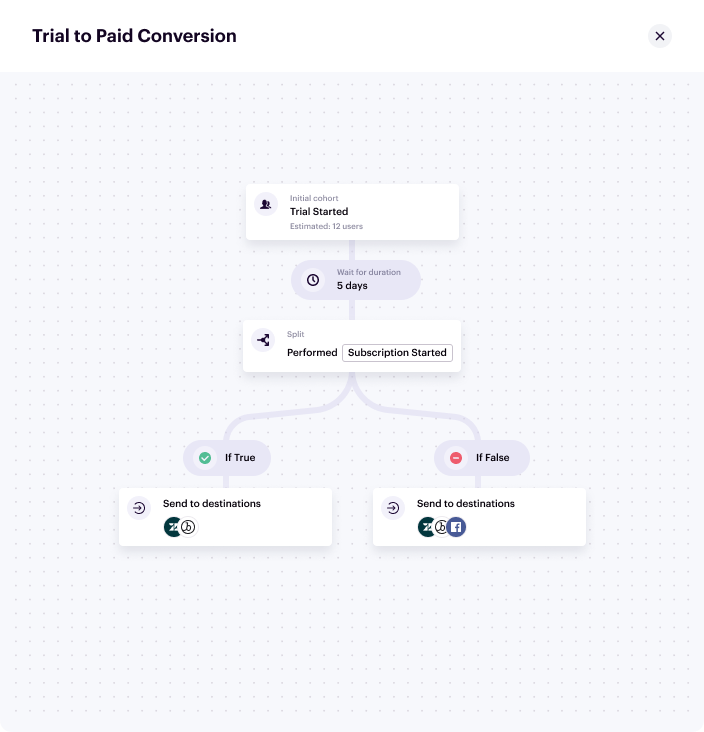 Trial to Paid Conversion
Initial cohort
Trial Started
Estimated: 12 users
Wait for duration
5 days
Split
Performed Subscription Started
If True
If False
Send to destinations
Send to destinations